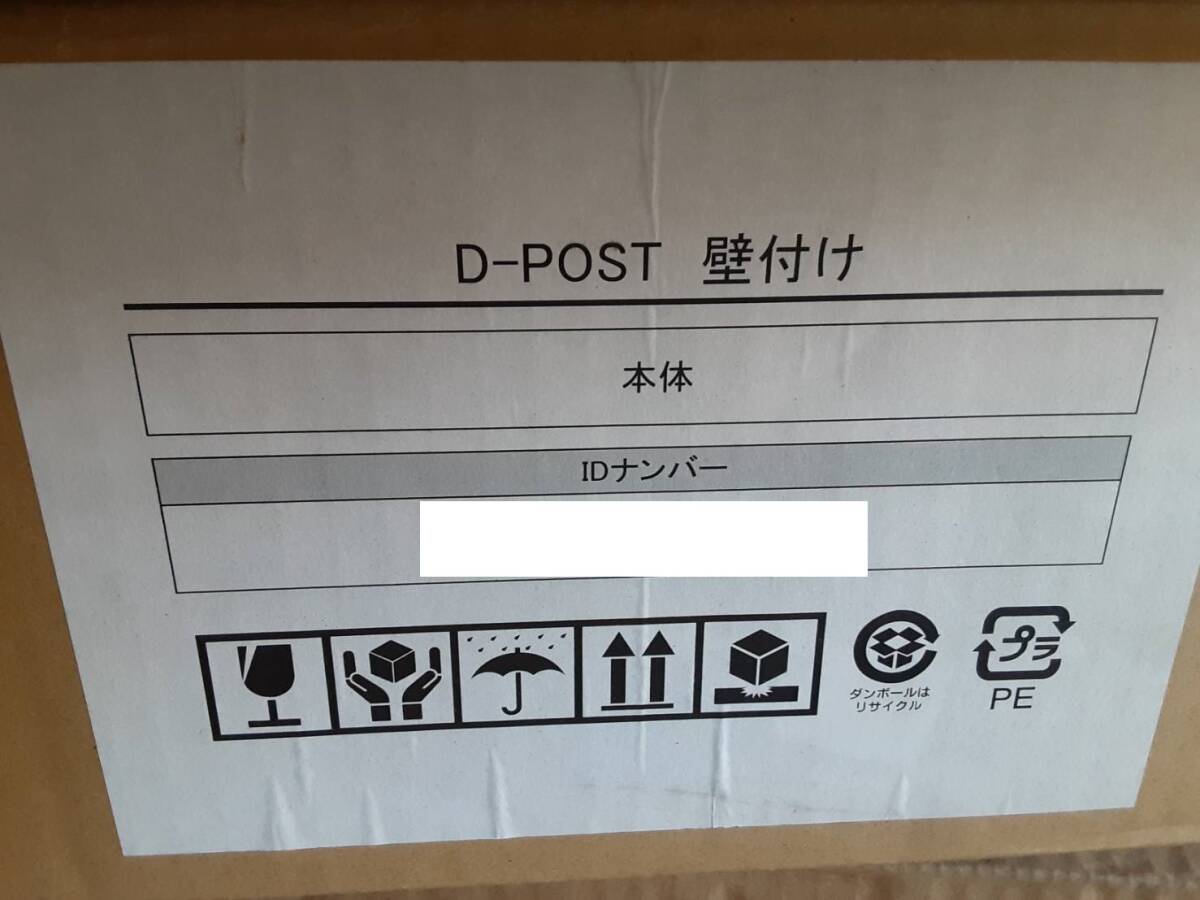 D-POST 壁付け
本体
IDナンバー
ダンボールは
リサイクル
プラ
PE